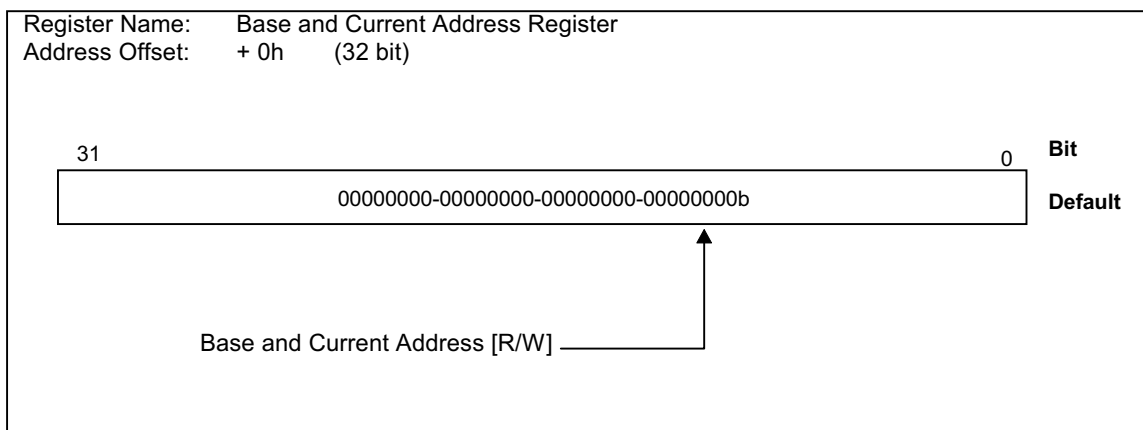 Register Name: Base and Current Address Register
Address Offset: + 0h (32 bit)
31 0 Bit
00000000-00000000-00000000-00000000b Default
Base and Current Address [R/W]